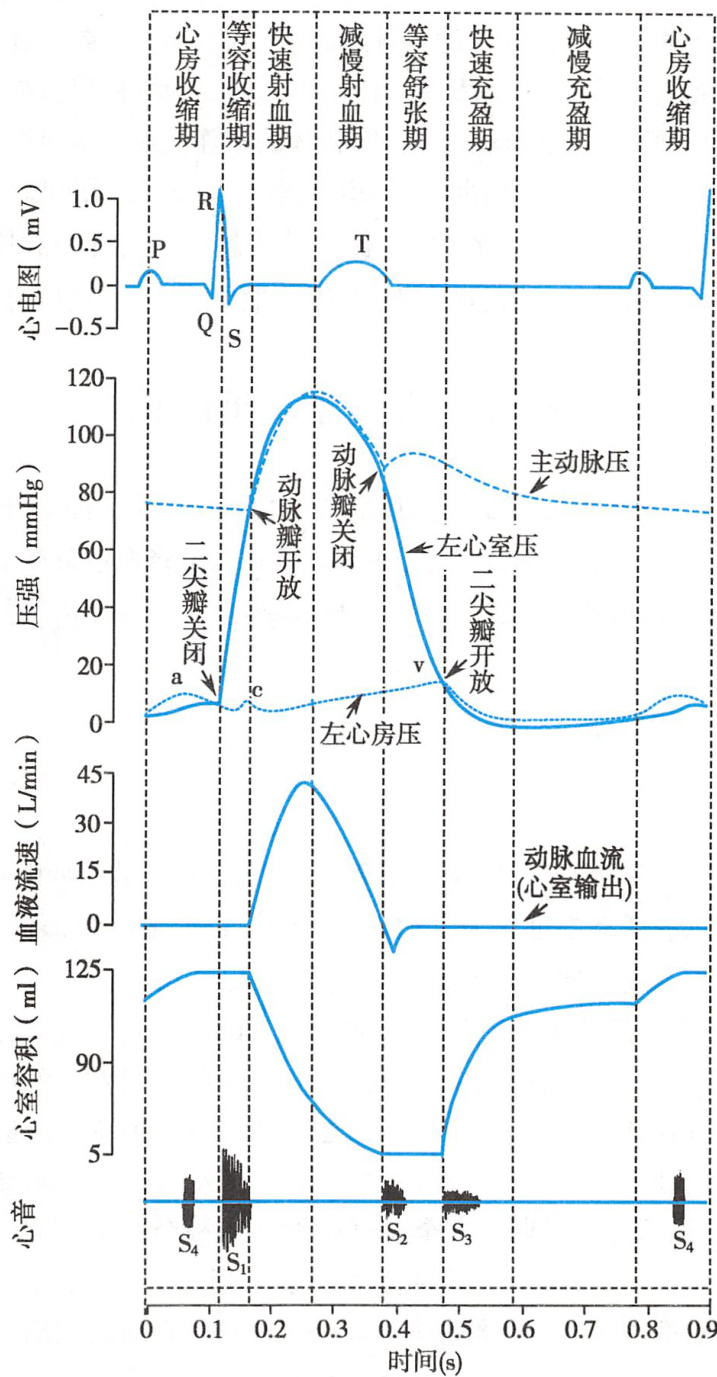 心房收缩期
等容收缩期
快速射血期
减慢射血期
等容舒张期
快速充盈期
减慢充盈期
心房收缩期
心电图(mV)
1.0
0.5
0
-0.5
P
R
Q
S
T
压强(mmHg)
120
100
80
60
40
20
0
二尖瓣关闭
动脉瓣开放
动脉瓣关闭
主动脉压
左心室压
二尖瓣开放
a
c
v
左心房压
血液流速(L/min)
45
30
15
0
动脉血流
(心室输出)
心室容积(ml)
125
90
5
心音
S₄
S₁
S₂
S₃
S₄
0 0.1 0.2 0.3 0.4 0.5 0.6 0.7 0.8 0.9
时间(s)